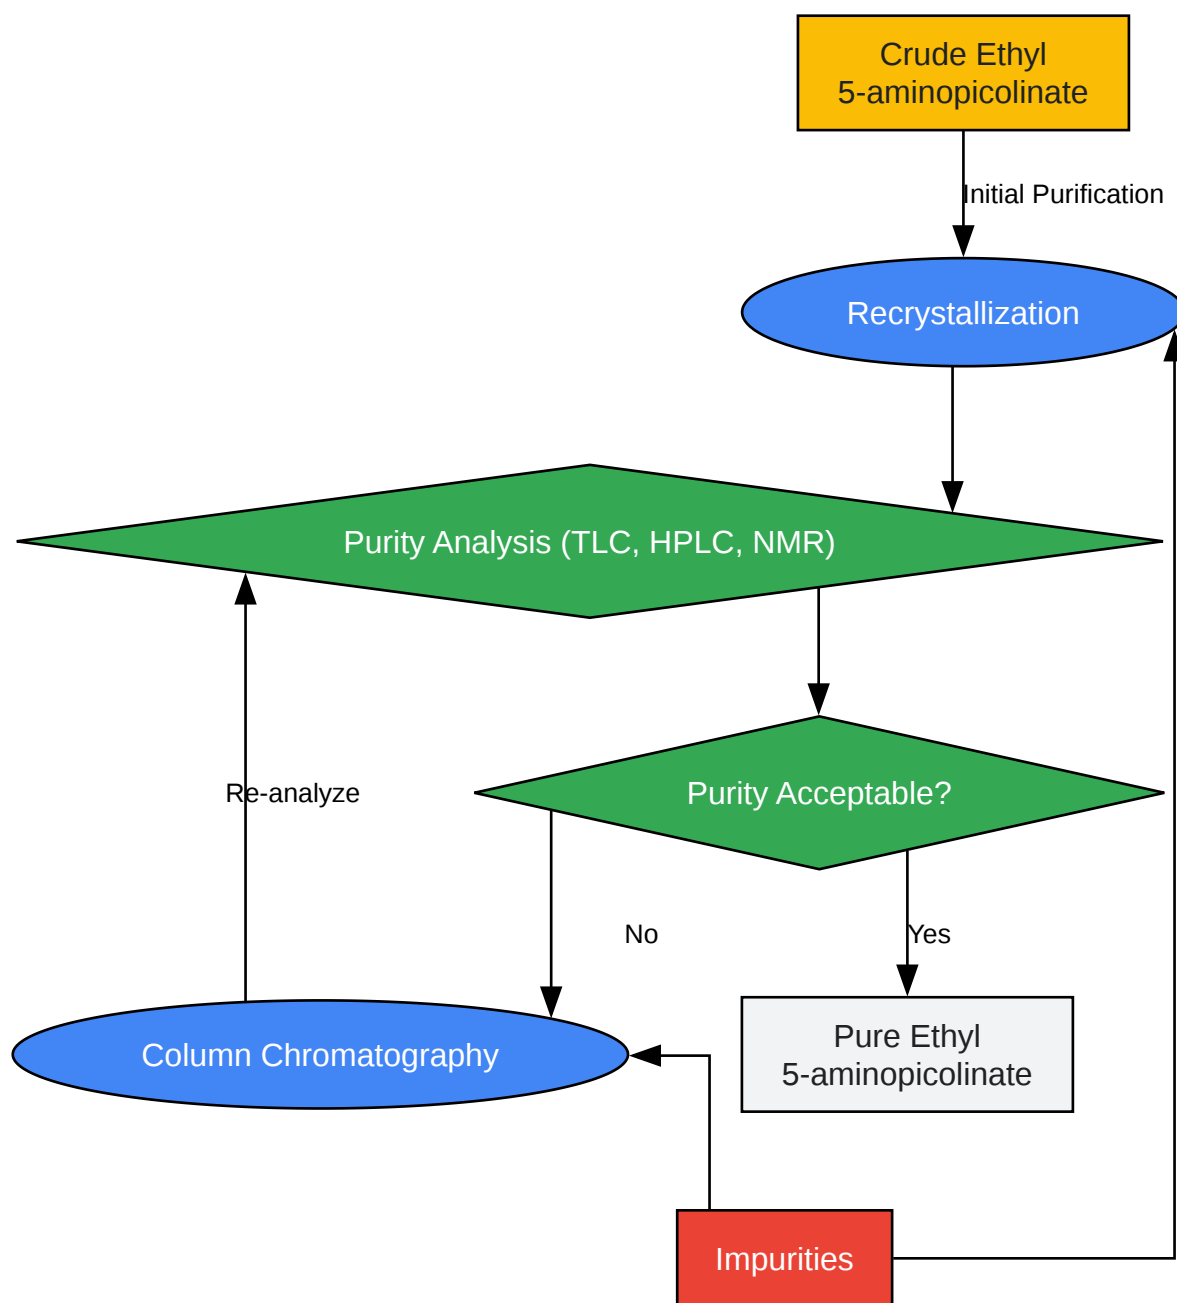 Crude Ethyl
5-aminopicolinate
Initial Purification
Recrystallization
Purity Analysis (TLC, HPLC, NMR)
Re-analyze
Purity Acceptable?
No
Yes
Column Chromatography
Pure Ethyl
5-aminopicolinate
Impurities